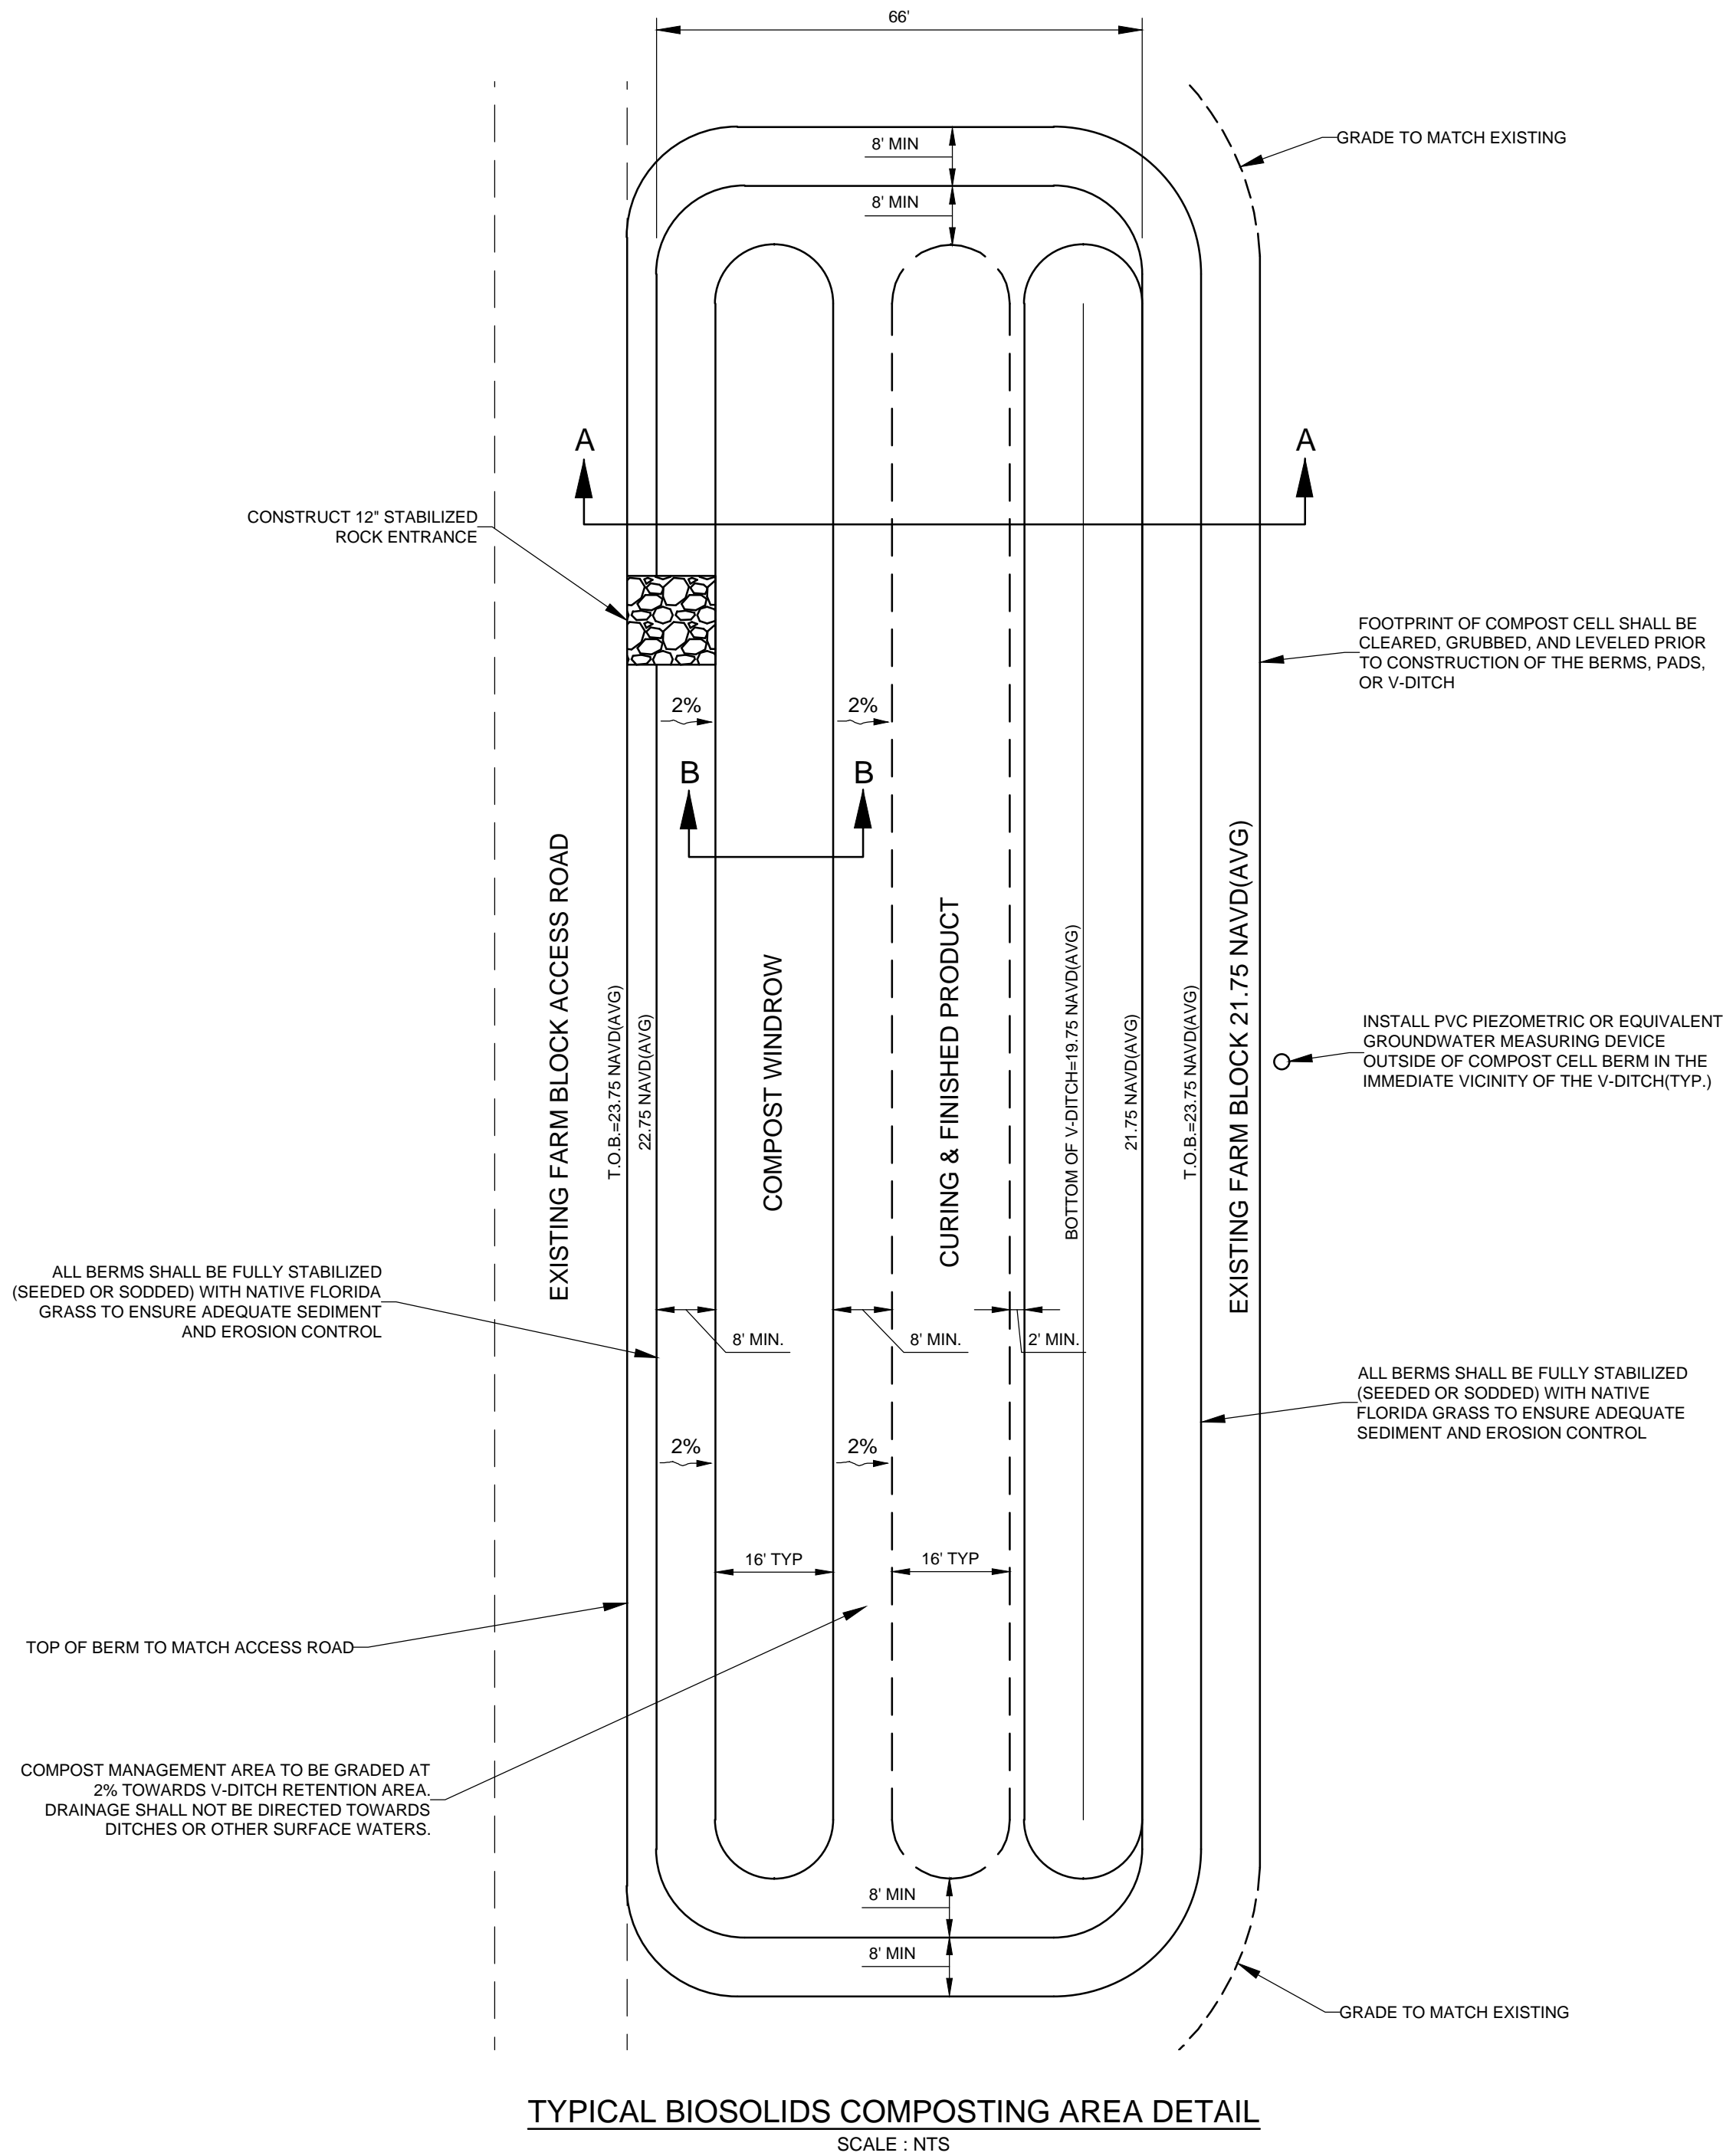 66'
8' MIN
GRADE TO MATCH EXISTING
8' MIN
A
A
CONSTRUCT 12" STABILIZED
ROCK ENTRANCE
FOOTPRINT OF COMPOST CELL SHALL BE
CLEARED, GRUBBED, AND LEVELED PRIOR
TO CONSTRUCTION OF THE BERMS, PADS,
OR V-DITCH
2%
2%
B
B
EXISTING FARM BLOCK ACCESS ROAD
T.O.B.=23.75 NAVD(AVG)
22.75 NAVD(AVG)
COMPOST WINDROW
CURING & FINISHED PRODUCT
BOTTOM OF V-DITCH=19.75 NAVD(AVG)
21.75 NAVD(AVG)
T.O.B.=23.75 NAVD(AVG)
EXISTING FARM BLOCK 21.75 NAVD(AVG)
INSTALL PVC PIEZOMETRIC OR EQUIVALENT
GROUNDWATER MEASURING DEVICE
OUTSIDE OF COMPOST CELL BERM IN THE
IMMEDIATE VICINITY OF THE V-DITCH(TYP.)
ALL BERMS SHALL BE FULLY STABILIZED
(SEEDED OR SODDED) WITH NATIVE FLORIDA
GRASS TO ENSURE ADEQUATE SEDIMENT
AND EROSION CONTROL
8' MIN.
8' MIN.
2' MIN.
ALL BERMS SHALL BE FULLY STABILIZED
(SEEDED OR SODDED) WITH NATIVE
FLORIDA GRASS TO ENSURE ADEQUATE
SEDIMENT AND EROSION CONTROL
2%
2%
16' TYP
16' TYP
TOP OF BERM TO MATCH ACCESS ROAD
COMPOST MANAGEMENT AREA TO BE GRADED AT
2% TOWARDS V-DITCH RETENTION AREA.
DRAINAGE SHALL NOT BE DIRECTED TOWARDS
DITCHES OR OTHER SURFACE WATERS.
8' MIN
8' MIN
GRADE TO MATCH EXISTING
TYPICAL BIOSOLIDS COMPOSTING AREA DETAIL
SCALE : NTS